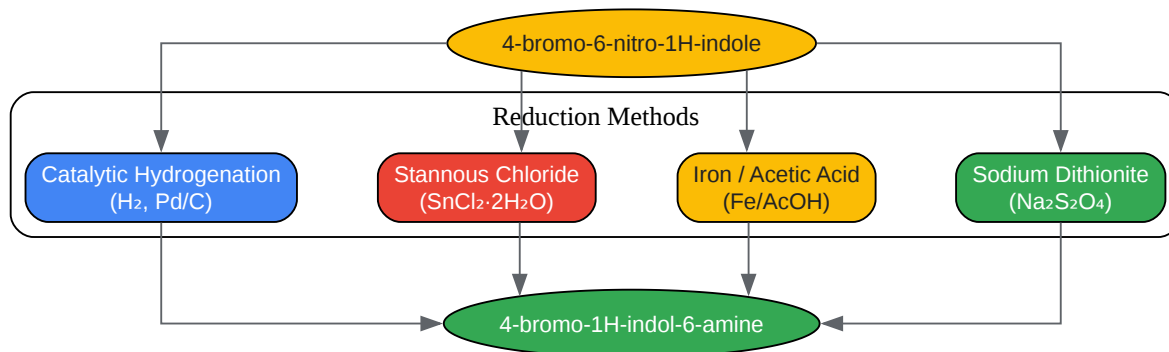 4-bromo-6-nitro-1H-indole
Reduction Methods
Catalytic Hydrogenation
(H₂, Pd/C)
Stannous Chloride
(SnCl₂·2H₂O)
Iron / Acetic Acid
(Fe/AcOH)
Sodium Dithionite
(Na₂S₂O₄)
4-bromo-1H-indol-6-amine